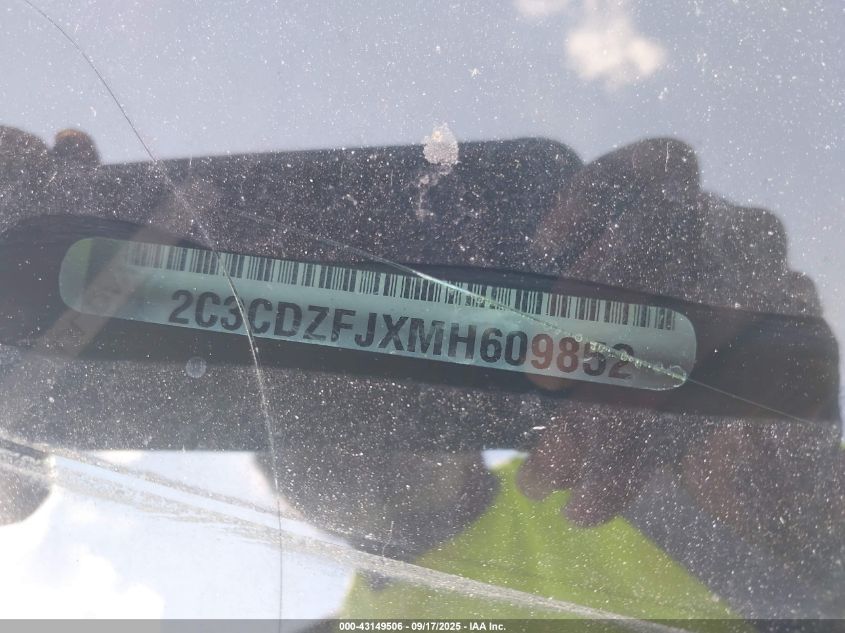 2C3CDZFJXMH609852
000-43149506 - 09/17/2025 - IAA Inc.